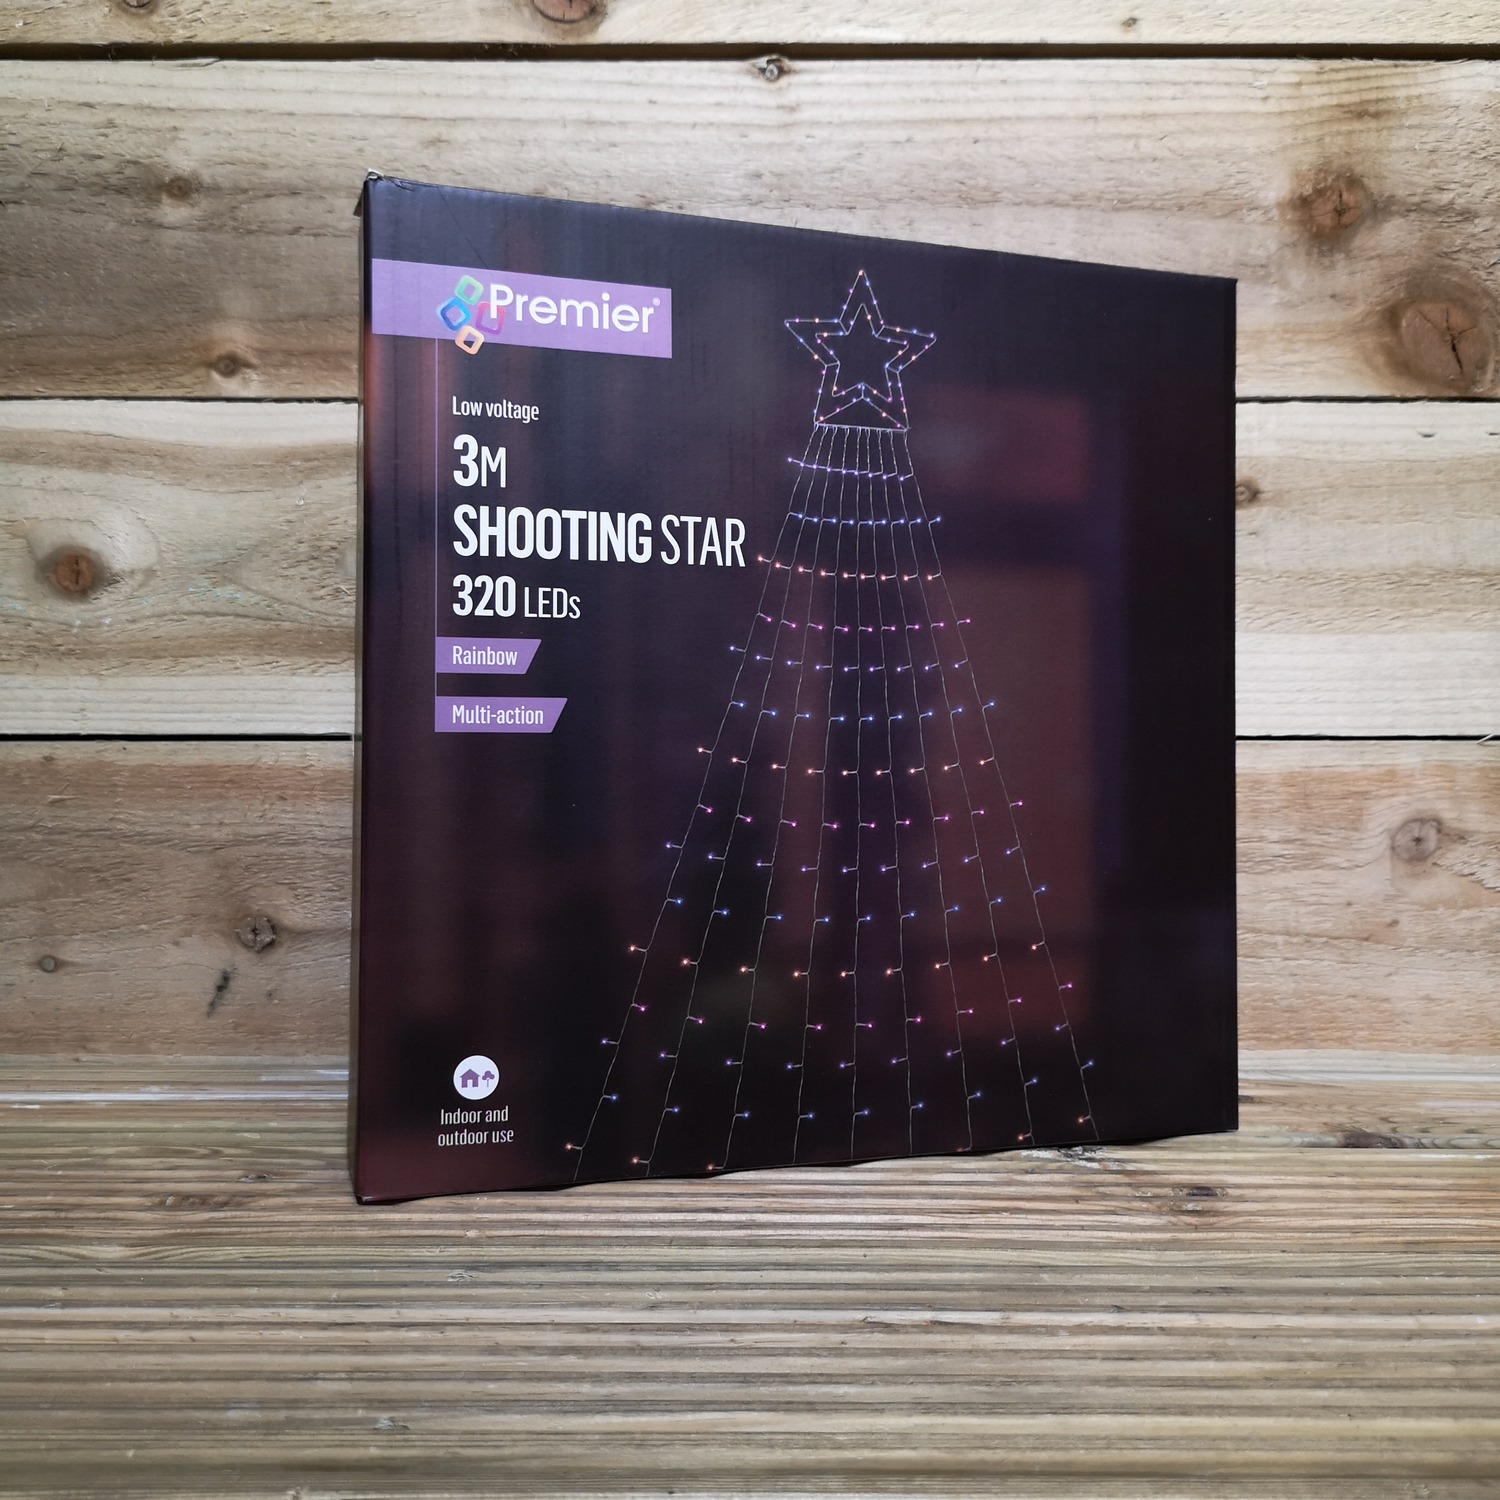 Premier®
Low voltage
3M
SHOOTING STAR
320 LEDs
Rainbow
Multi-action
Indoor and
outdoor use